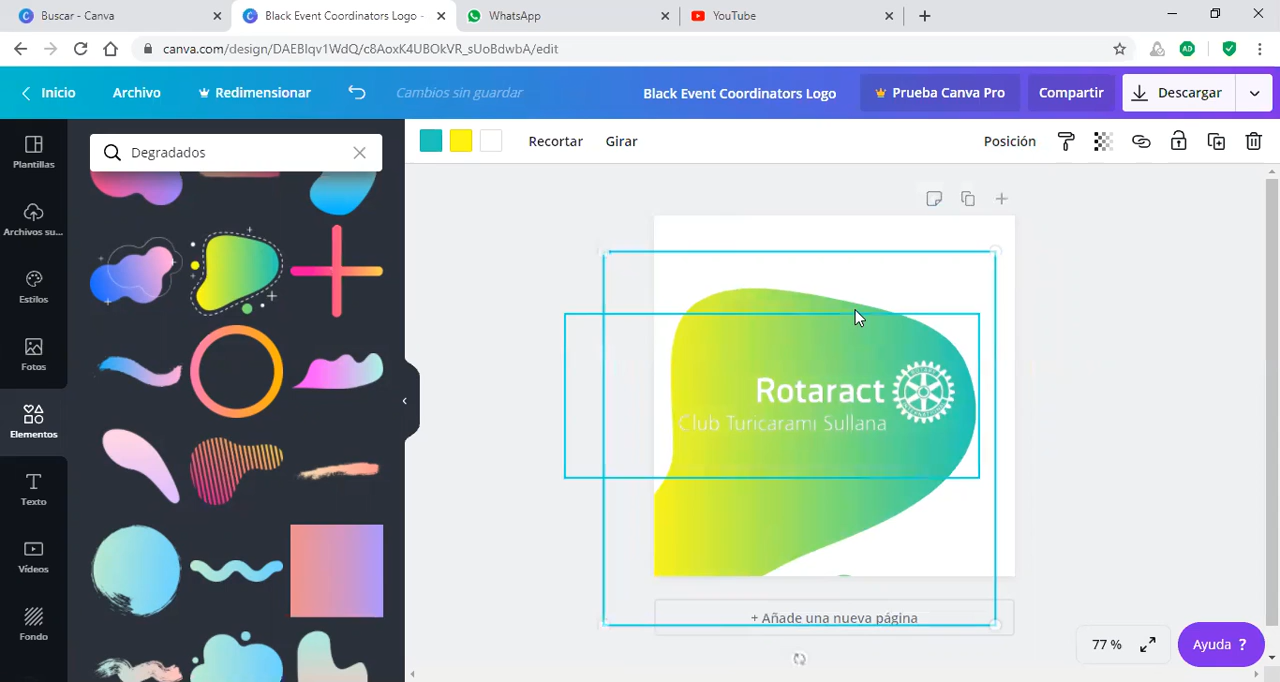 Buscar - Canva
Black Event Coordinators Logo -
WhatsApp
YouTube
canva.com/design/DAEBlqv1WdQ/c8AoxK4UBOkVR_sUoBdwbA/edit
AD
Inicio
Archivo
Redimensionar
Cambios sin guardar
Black Event Coordinators Logo
Prueba Canva Pro
Compartir
Descargar
Plantillas
Archivos su...
Estilos
Fotos
Elementos
Texto
Vídeos
Fondo
Degradados
Recortar
Girar
Posición
Rotaract
Club Turicarami Sullana
+ Añade una nueva página
77 %
Ayuda ?